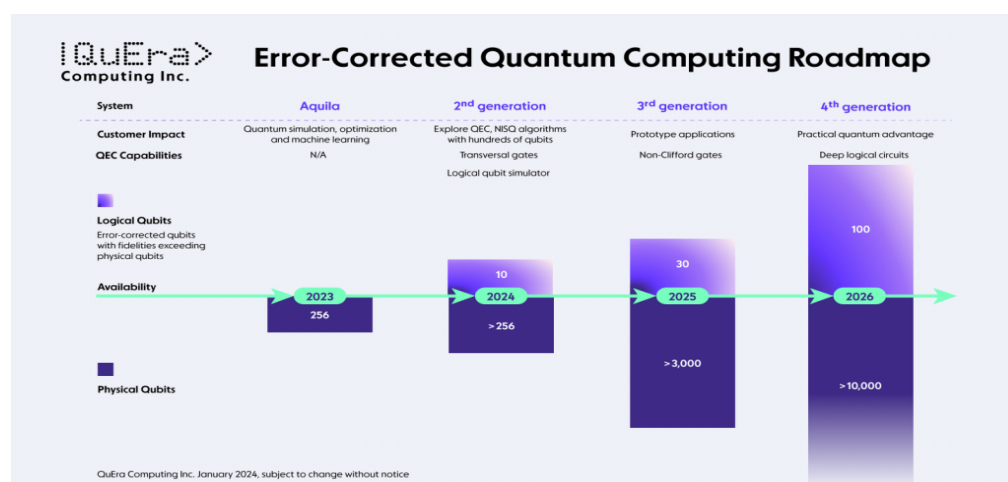 |QuEra>
Computing Inc.
Error-Corrected Quantum Computing Roadmap
System
Aquila
2nd generation
3rd generation
4th generation
Customer Impact
Quantum simulation, optimization
and machine learning
Explore QEC, NISQ algorithms
with hundreds of qubits
Prototype applications
Practical quantum advantage
QEC Capabilities
N/A
Transversal gates
Logical qubit simulator
Non-Clifford gates
Deep logical circuits
Logical Qubits
Error-corrected qubits
with fidelities exceeding
physical qubits
10
30
100
Availability
2023
2024
2025
2026
256
>256
>3,000
>10,000
Physical Qubits
QuEra Computing Inc. January 2024, subject to change without notice